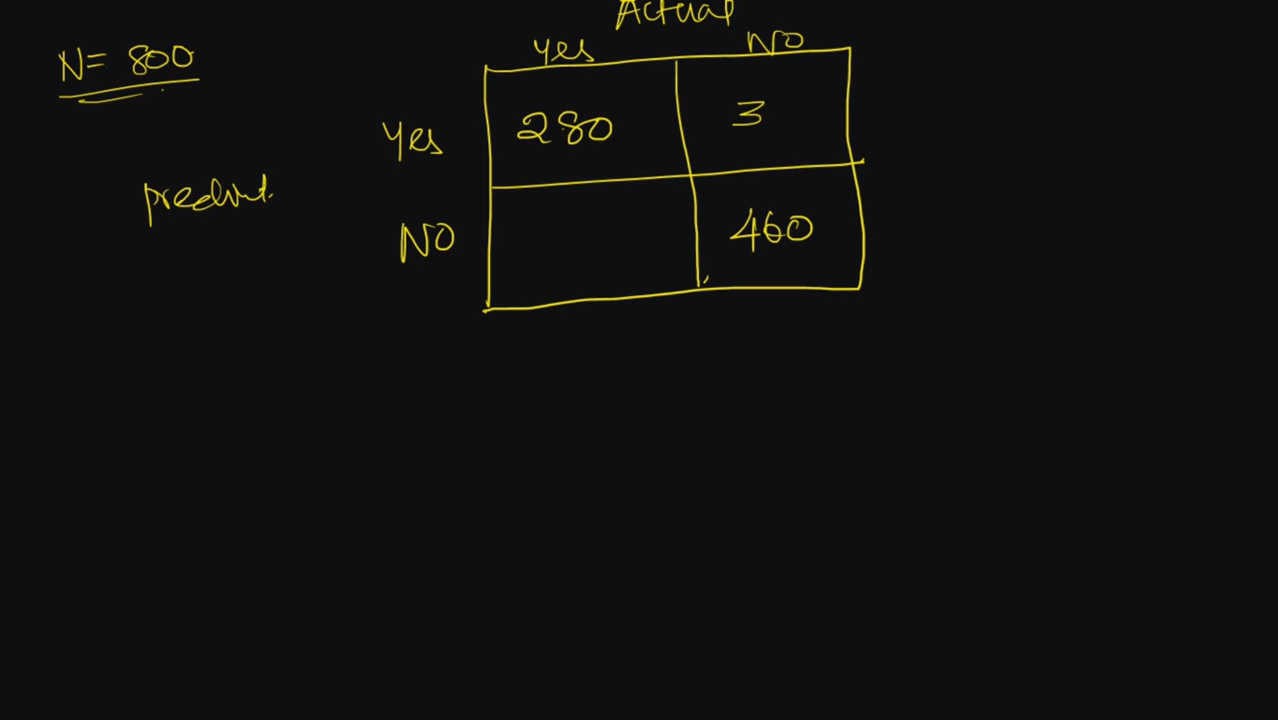 Actual
N= 800
yes NO
yes 280 3
predict.
NO 460